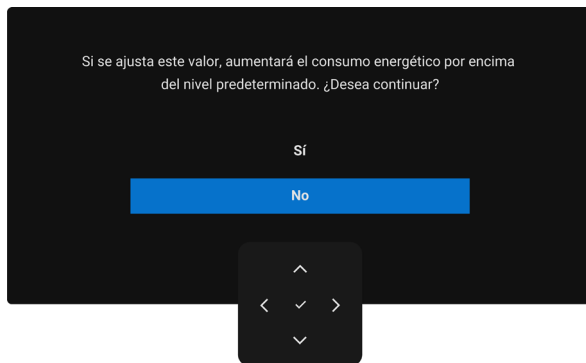 Si se ajusta este valor, aumentará el consumo energético por encima
del nivel predeterminado. ¿Desea continuar?
Sí
No